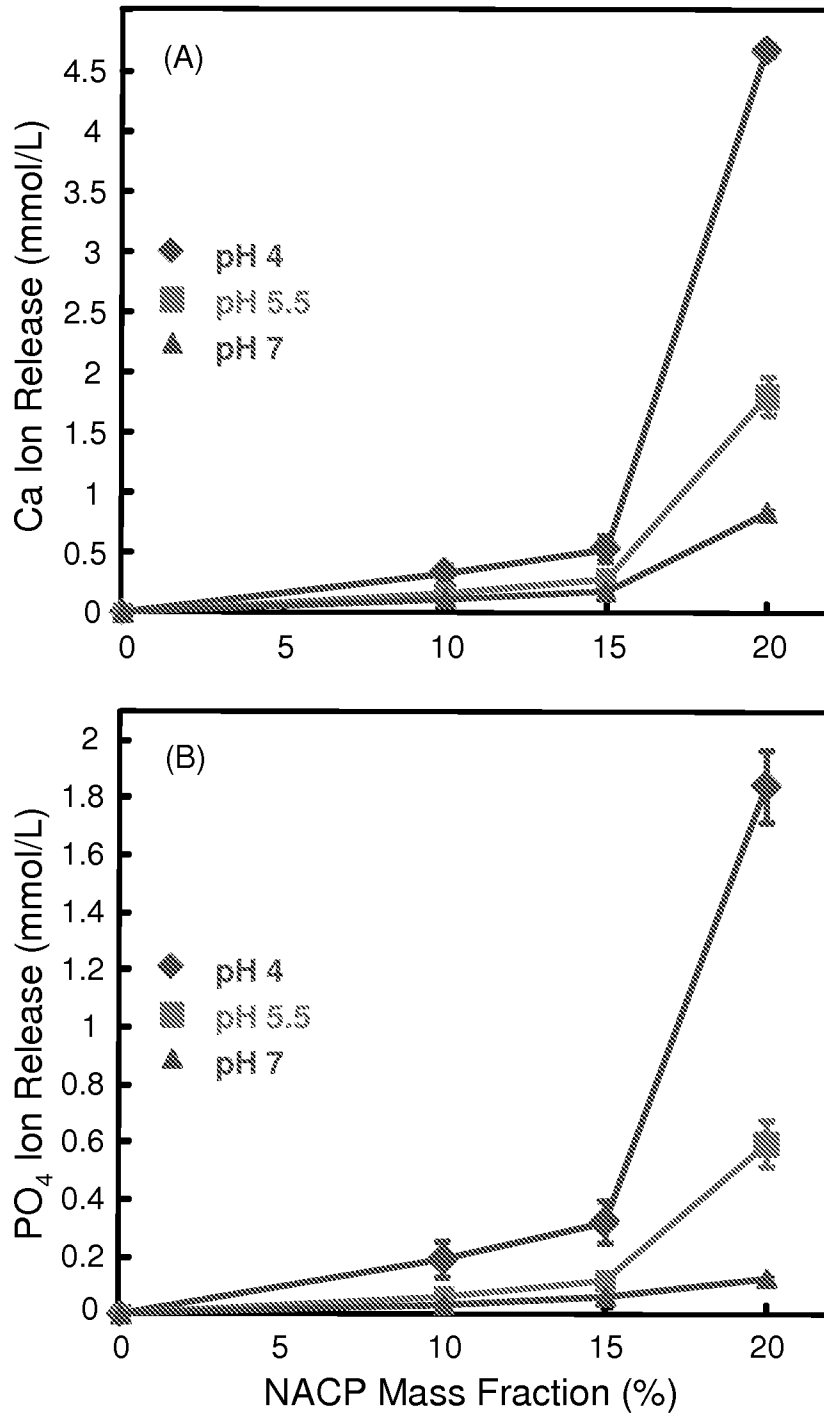 (A)
4.5
4
3.5
3
2.5
2
1.5
1
0.5
0
Ca Ion Release (mmol/L)
pH 4
pH 5.5
pH 7
0 5 10 15 20
(B)
2
1.8
1.6
1.4
1.2
1
0.8
0.6
0.4
0.2
0
PO₄ Ion Release (mmol/L)
pH 4
pH 5.5
pH 7
0 5 10 15 20
NACP Mass Fraction (%)